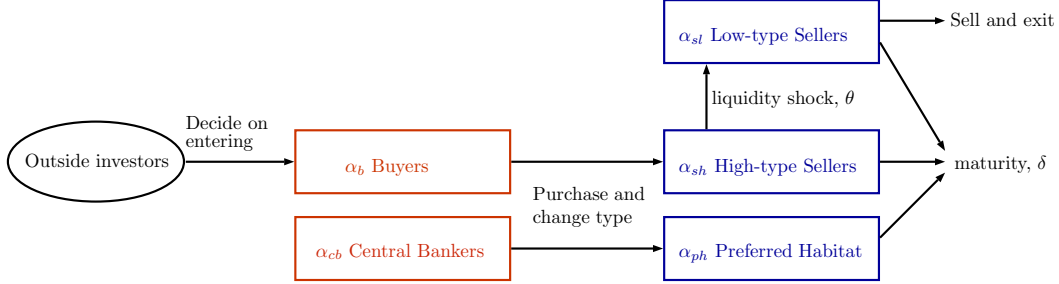 α_sl Low-type Sellers
Sell and exit
liquidity shock, θ
Decide on
entering
Outside investors
α_b Buyers
α_sh High-type Sellers
maturity, δ
Purchase and
change type
α_cb Central Bankers
α_ph Preferred Habitat